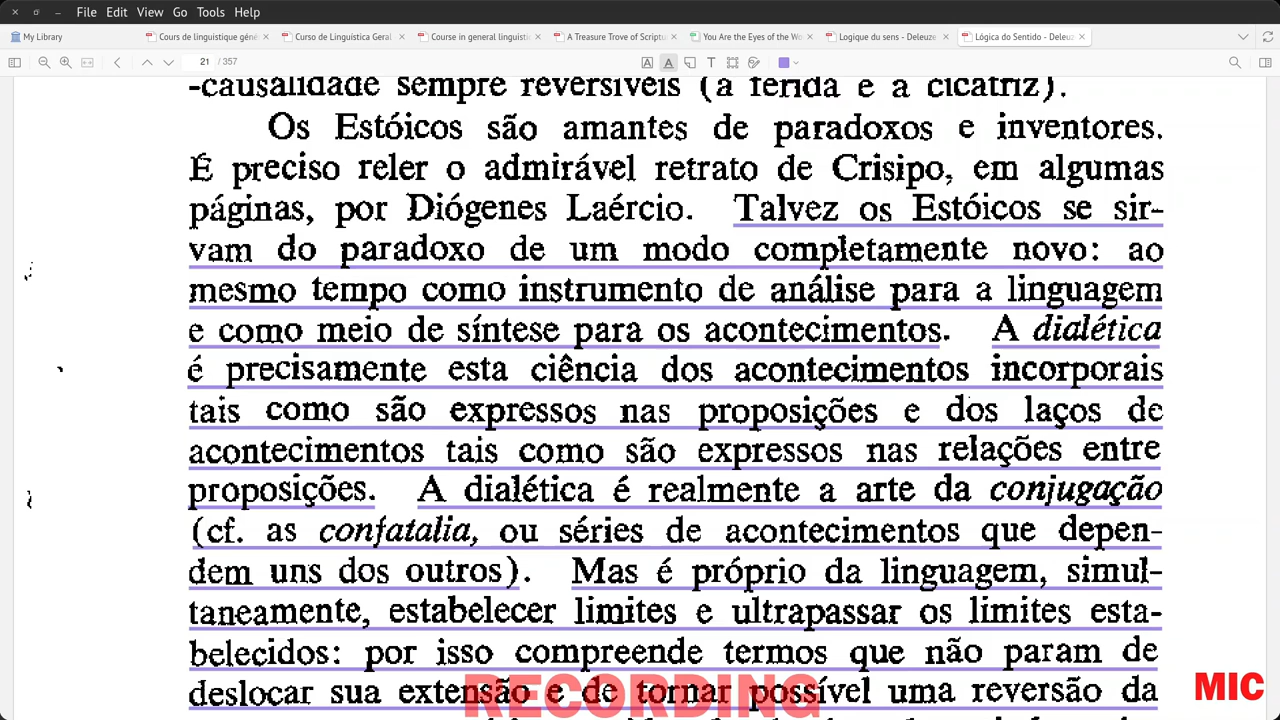 File Edit View Go Tools Help
My Library
Cours de linguistique géné
Curso de Linguística Geral
Course in general linguistic
A Treasure Trove of Scriptu
You Are the Eyes of the Wo
Logique du sens - Deleuze
Lógica do Sentido - Deleuz
21 / 357
-causalidade sempre reversíveis (a ferida e a cicatriz).
Os Estóicos são amantes de paradoxos e inventores.
É preciso reler o admirável retrato de Crisipo, em algumas
páginas, por Diógenes Laércio. Talvez os Estóicos se sir-
vam do paradoxo de um modo completamente novo: ao
mesmo tempo como instrumento de análise para a linguagem
e como meio de síntese para os acontecimentos. A dialética
é precisamente esta ciência dos acontecimentos incorporais
tais como são expressos nas proposições e dos laços de
acontecimentos tais como são expressos nas relações entre
proposições. A dialética é realmente a arte da conjugação
(cf. as confatalia, ou séries de acontecimentos que depen-
dem uns dos outros). Mas é próprio da linguagem, simul-
taneamente, estabelecer limites e ultrapassar os limites esta-
belecidos: por isso compreende termos que não param de
deslocar sua extensão e de tornar possível uma reversão da
RECORDING
MIC